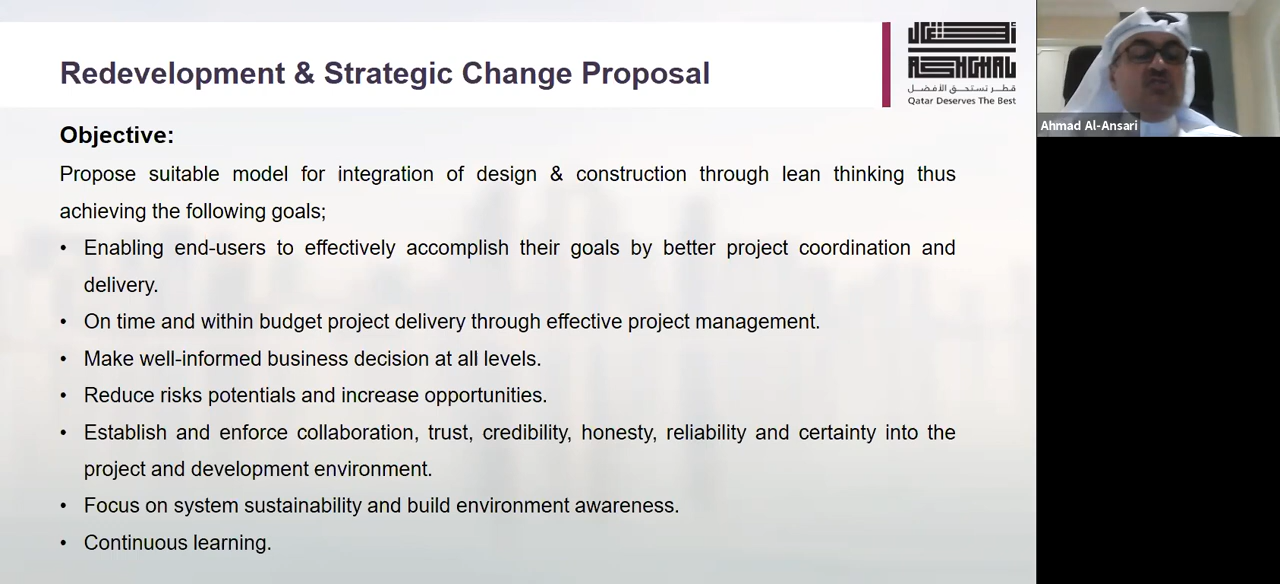 Redevelopment & Strategic Change Proposal
أشغال
ASHGHAL
قطر تستحق الأفضل
Qatar Deserves The Best
Ahmad Al-Ansari
Objective:
Propose suitable model for integration of design & construction through lean thinking thus
achieving the following goals;
• Enabling end-users to effectively accomplish their goals by better project coordination and
delivery.
• On time and within budget project delivery through effective project management.
• Make well-informed business decision at all levels.
• Reduce risks potentials and increase opportunities.
• Establish and enforce collaboration, trust, credibility, honesty, reliability and certainty into the
project and development environment.
• Focus on system sustainability and build environment awareness.
• Continuous learning.